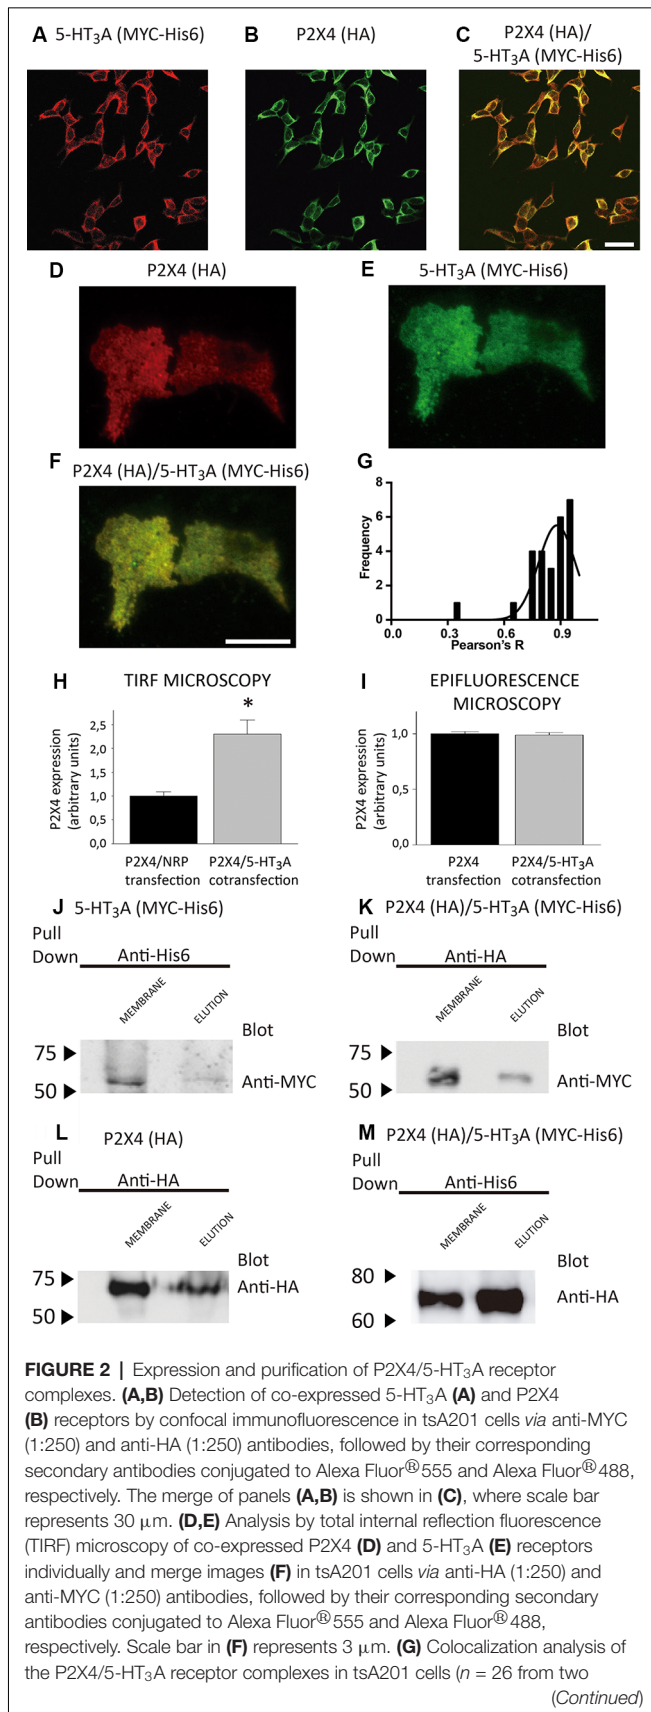 A 5-HT3A (MYC-His6)
B P2X4 (HA)
C P2X4 (HA)/
5-HT3A (MYC-His6)
D P2X4 (HA)
E 5-HT3A (MYC-His6)
F P2X4 (HA)/5-HT3A (MYC-His6)
G
8
6
4
2
0
Frequency
0.0 0.3 0.6 0.9
Pearson's R
H TIRF MICROSCOPY
*
2,5
2,0
1,5
1,0
0,5
0,0
P2X4 expression
(arbitrary units)
P2X4/NRP
transfection
P2X4/5-HT3A
cotransfection
I EPIFLUORESCENCE
MICROSCOPY
1,0
0,5
0,0
P2X4 expression
(arbitrary units)
P2X4
transfection
P2X4/5-HT3A
cotransfection
J 5-HT3A (MYC-His6)
Pull
Down
Anti-His6
MEMBRANE
ELUTION
Blot
75
50
Anti-MYC
K P2X4 (HA)/5-HT3A (MYC-His6)
Pull
Down
Anti-HA
MEMBRANE
ELUTION
Blot
75
50
Anti-MYC
L P2X4 (HA)
Pull
Down
Anti-HA
MEMBRANE
ELUTION
Blot
75
50
Anti-HA
M P2X4 (HA)/5-HT3A (MYC-His6)
Pull
Down
Anti-His6
MEMBRANE
ELUTION
Blot
80
60
Anti-HA
FIGURE 2 | Expression and purification of P2X4/5-HT3A receptor
complexes. (A,B) Detection of co-expressed 5-HT3A (A) and P2X4
(B) receptors by confocal immunofluorescence in tsA201 cells via anti-MYC
(1:250) and anti-HA (1:250) antibodies, followed by their corresponding
secondary antibodies conjugated to Alexa Fluor®555 and Alexa Fluor®488,
respectively. The merge of panels (A,B) is shown in (C), where scale bar
represents 30 μm. (D,E) Analysis by total internal reflection fluorescence
(TIRF) microscopy of co-expressed P2X4 (D) and 5-HT3A (E) receptors
individually and merge images (F) in tsA201 cells via anti-HA (1:250) and
anti-MYC (1:250) antibodies, followed by their corresponding secondary
antibodies conjugated to Alexa Fluor®555 and Alexa Fluor®488,
respectively. Scale bar in (F) represents 3 μm. (G) Colocalization analysis of
the P2X4/5-HT3A receptor complexes in tsA201 cells (n = 26 from two
(Continued)